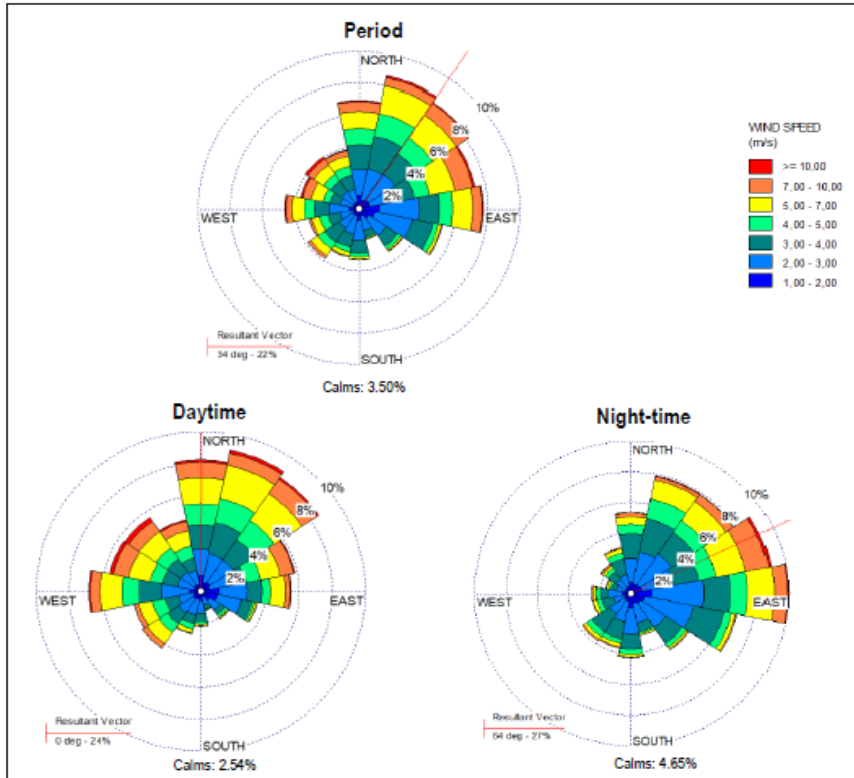 Period
NORTH
10%
8%
6%
4%
2%
WEST
EAST
Resultant Vector
34 deg - 22%
SOUTH
Calms: 3.50%
WIND SPEED
(m/s)
>= 10,00
7,00 - 10,00
5,00 - 7,00
4,00 - 5,00
3,00 - 4,00
2,00 - 3,00
1,00 - 2,00
Daytime
NORTH
10%
8%
6%
4%
2%
WEST
EAST
Resultant Vector
0 deg - 24%
SOUTH
Calms: 2.54%
Night-time
NORTH
10%
8%
6%
4%
2%
WEST
EAST
Resultant Vector
64 deg - 27%
SOUTH
Calms: 4.65%